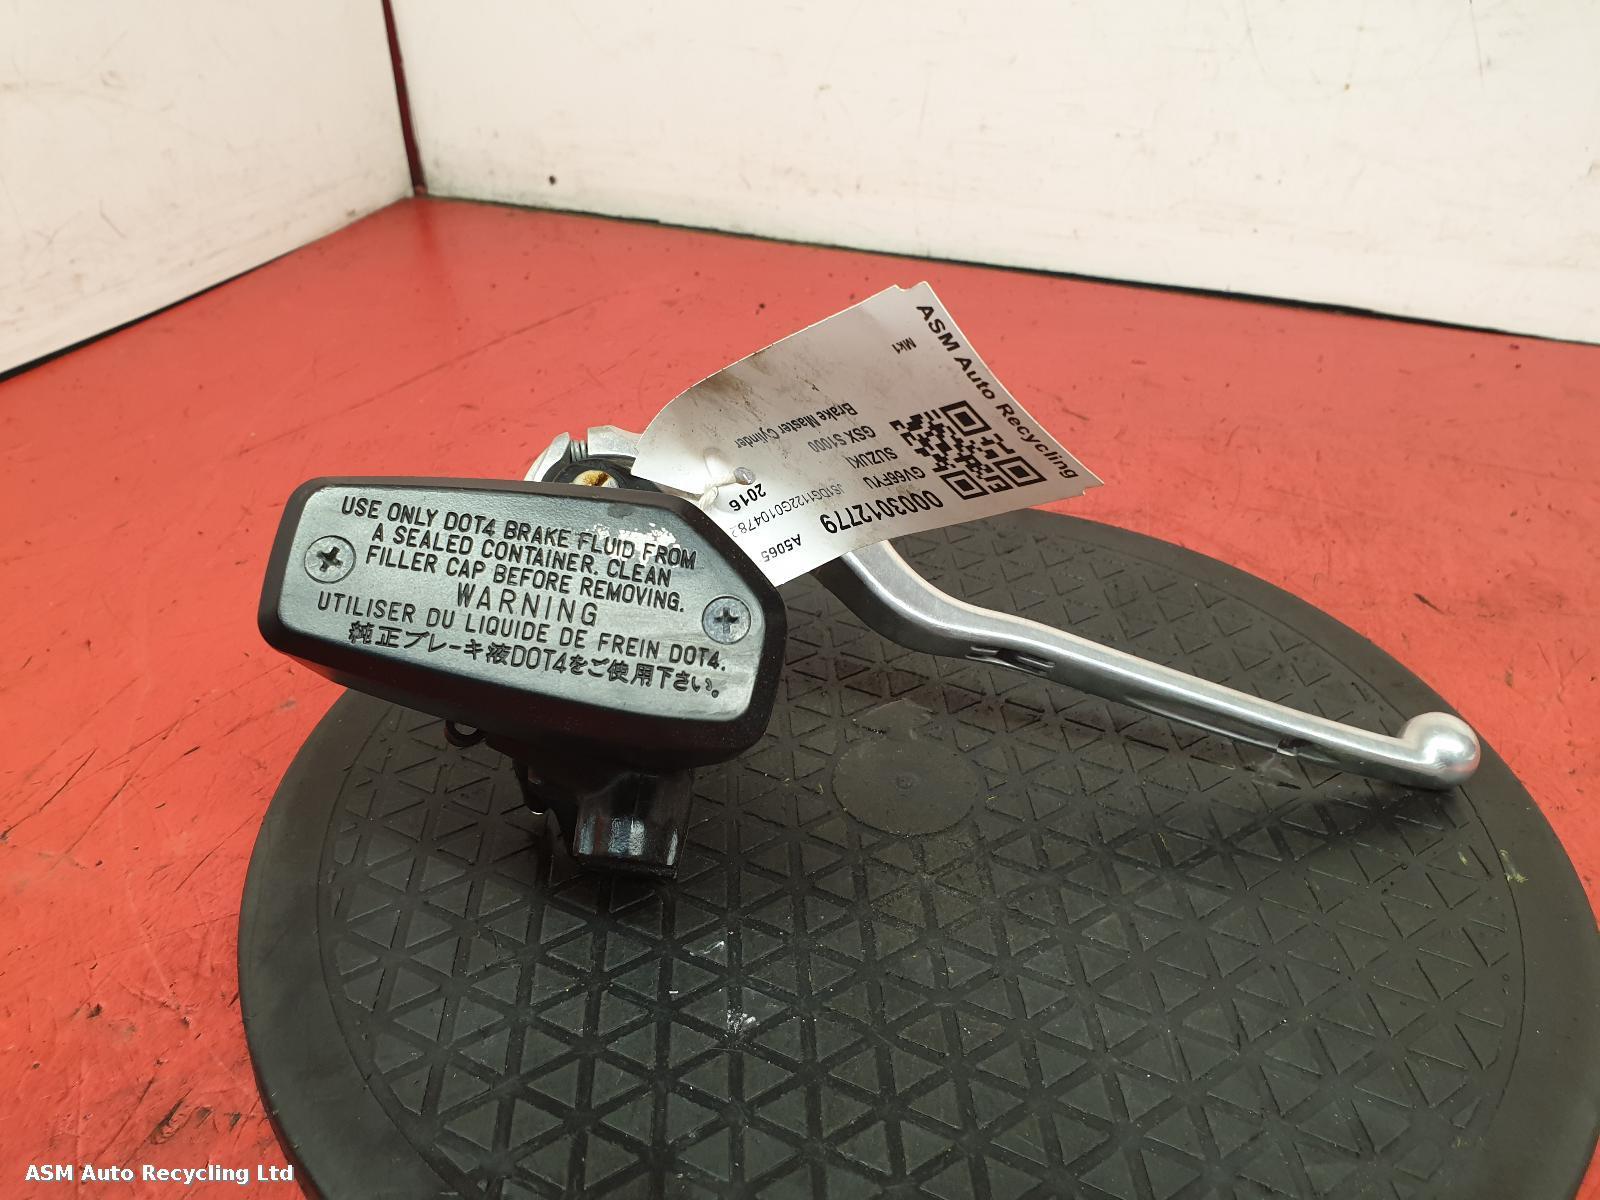 USE ONLY DOT4 BRAKE FLUID FROM
A SEALED CONTAINER. CLEAN
FILLER CAP BEFORE REMOVING.
WARNING
UTILISER DU LIQUIDE DE FREIN DOT4.
純正ブレーキ液DOT4をご使用下さい。
ASM Auto Recycling
0003012779
A5065
GV66FYU
JS1DG1122G0104782
SUZUKI
2016
GSX S1000
Brake Master Cylinder
Mk1
ASM Auto Recycling Ltd